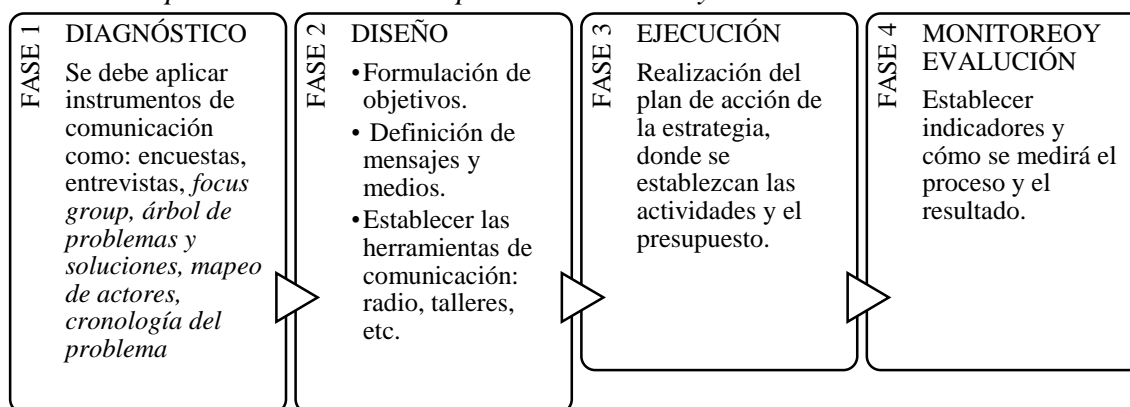 FASE 1
DIAGNÓSTICO
Se debe aplicar
instrumentos de
comunicación
como: encuestas,
entrevistas, focus
group, árbol de
problemas y
soluciones, mapeo
de actores,
cronología del
problema
FASE 2
DISEÑO
•Formulación de
objetivos.
• Definición de
mensajes y
medios.
•Establecer las
herramientas de
comunicación:
radio, talleres,
etc.
FASE 3
EJECUCIÓN
Realización del
plan de acción de
la estrategia,
donde se
establezcan las
actividades y el
presupuesto.
FASE 4
MONITOREOY
EVALUCIÓN
Establecer
indicadores y
cómo se medirá el
proceso y el
resultado.